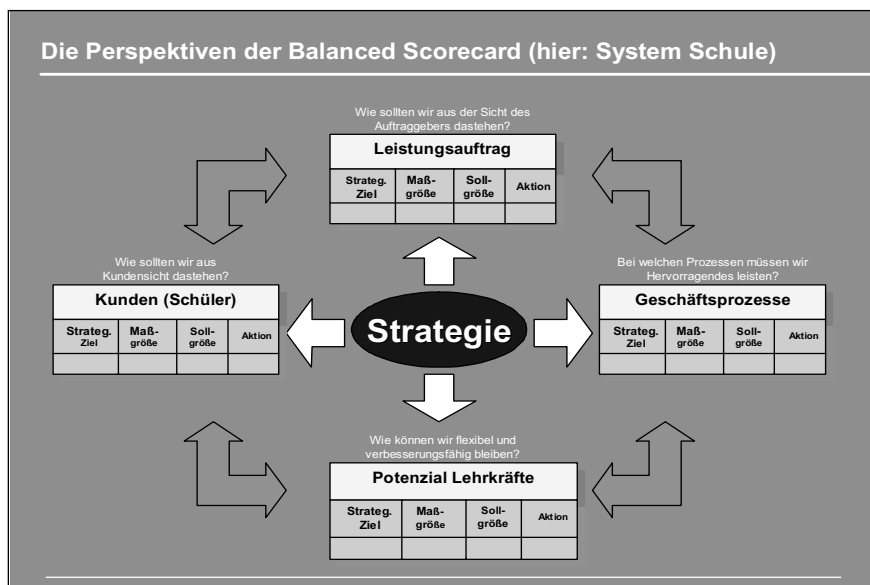 Die Perspektiven der Balanced Scorecard (hier: System Schule)
Wie sollten wir aus der Sicht des
Auftraggebers dastehen?
Leistungsauftrag
Strateg. Ziel
Maß-größe
Soll-größe
Aktion
Wie sollten wir aus
Kundensicht dastehen?
Kunden (Schüler)
Strateg. Ziel
Maß-größe
Soll-größe
Aktion
Strategie
Bei welchen Prozessen müssen wir
Hervorragendes leisten?
Geschäftsprozesse
Strateg. Ziel
Maß-größe
Soll-größe
Aktion
Wie können wir flexibel und
verbesserungsfähig bleiben?
Potenzial Lehrkräfte
Strateg. Ziel
Maß-größe
Soll-größe
Aktion